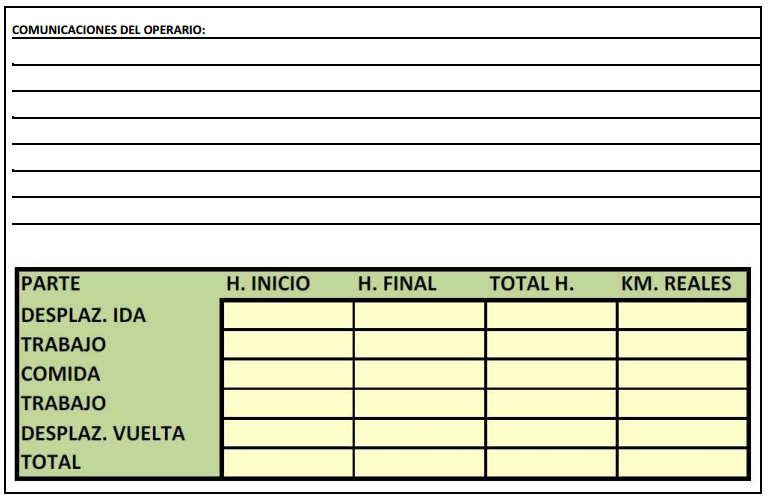 COMUNICACIONES DEL OPERARIO:
PARTE H. INICIO H. FINAL TOTAL H. KM. REALES
DESPLAZ. IDA
TRABAJO
COMIDA
TRABAJO
DESPLAZ. VUELTA
TOTAL